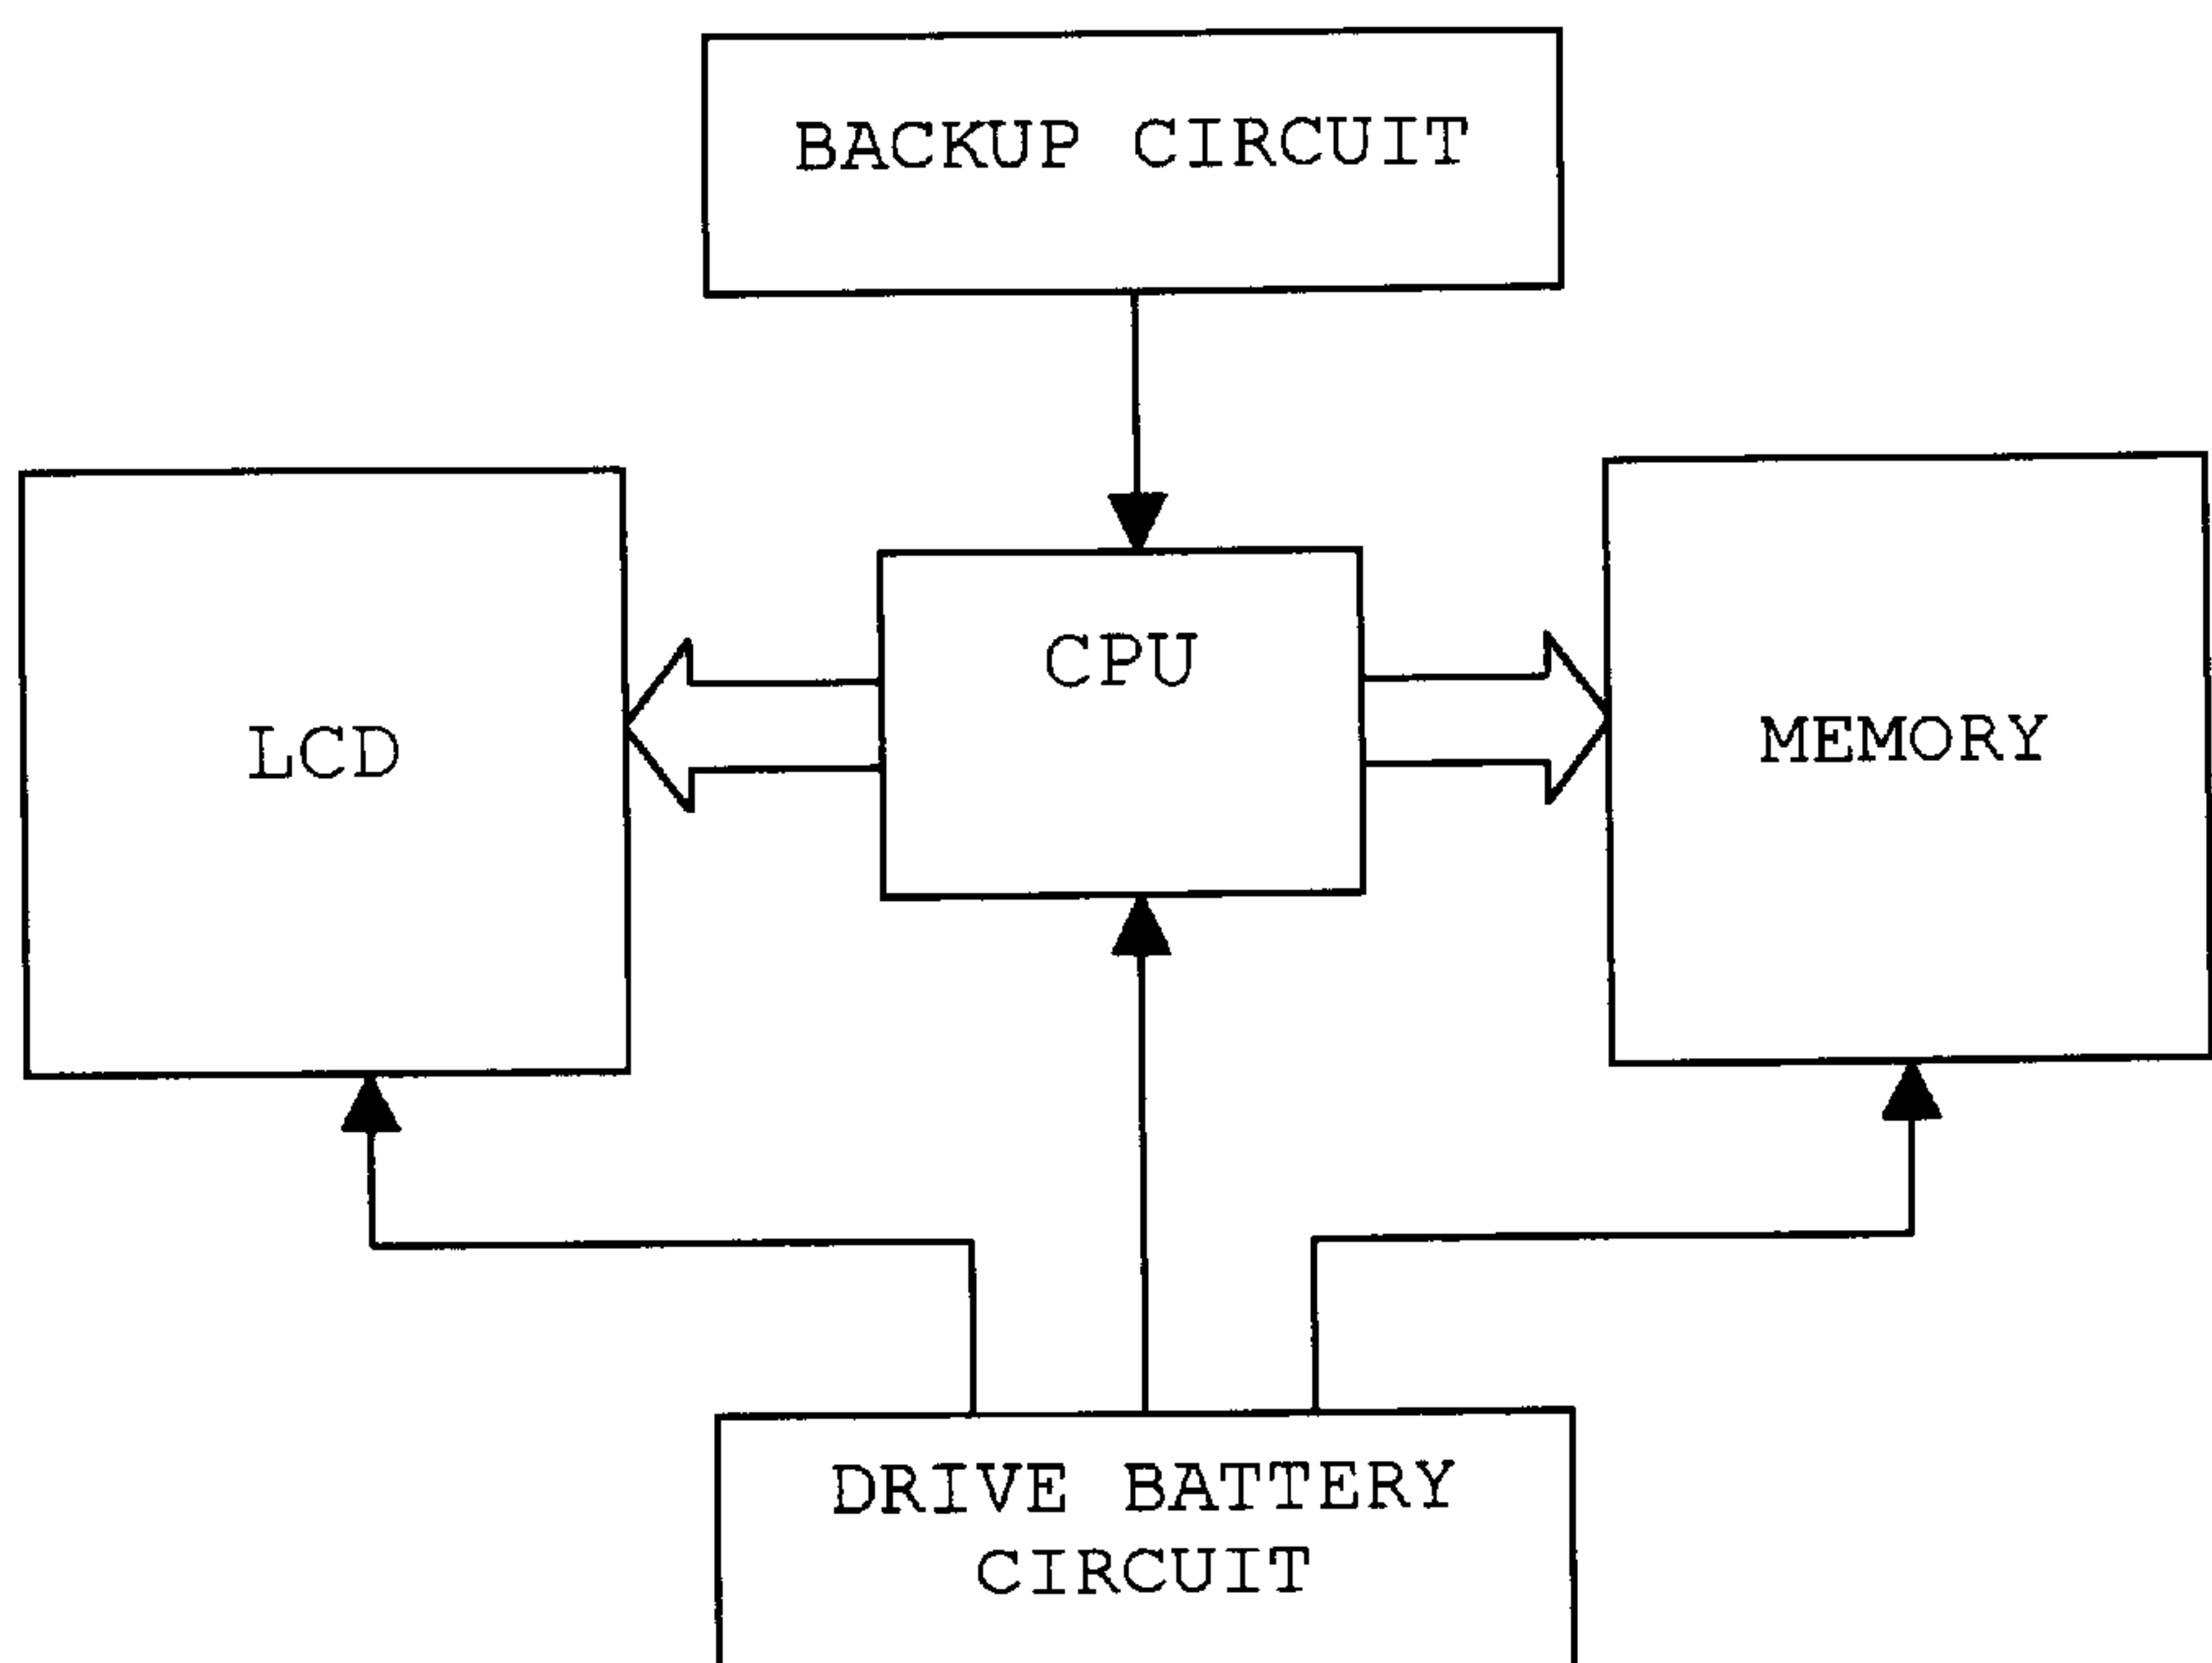 BACKUP CIRCUIT
CPU
LCD
MEMORY
DRIVE BATTERY
CIRCUIT